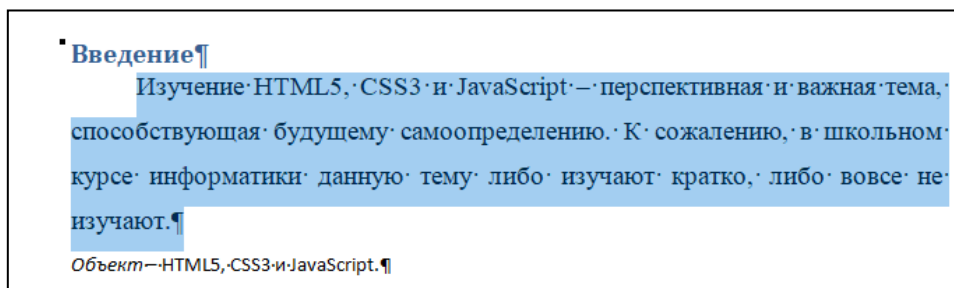 Введение¶
Изучение·HTML5,·CSS3·и·JavaScript·–·перспективная·и·важная·тема,·
способствующая· будущему· самоопределению.· К· сожалению,· в· школьном·
курсе· информатики· данную· тему· либо· изучают· кратко,· либо· вовсе· не·
изучают.¶
Объект·–·HTML5,·CSS3·и·JavaScript.¶